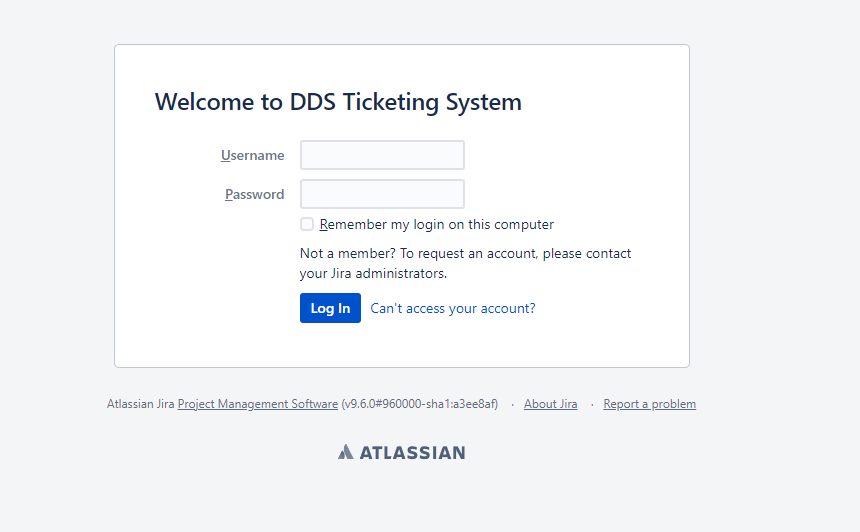 Welcome to DDS Ticketing System
Username
Password
Remember my login on this computer
Not a member? To request an account, please contact
your Jira administrators.
Log In Can't access your account?
Atlassian Jira Project Management Software (v9.6.0#960000-sha1:a3ee8af) · About Jira · Report a problem
ATLASSIAN